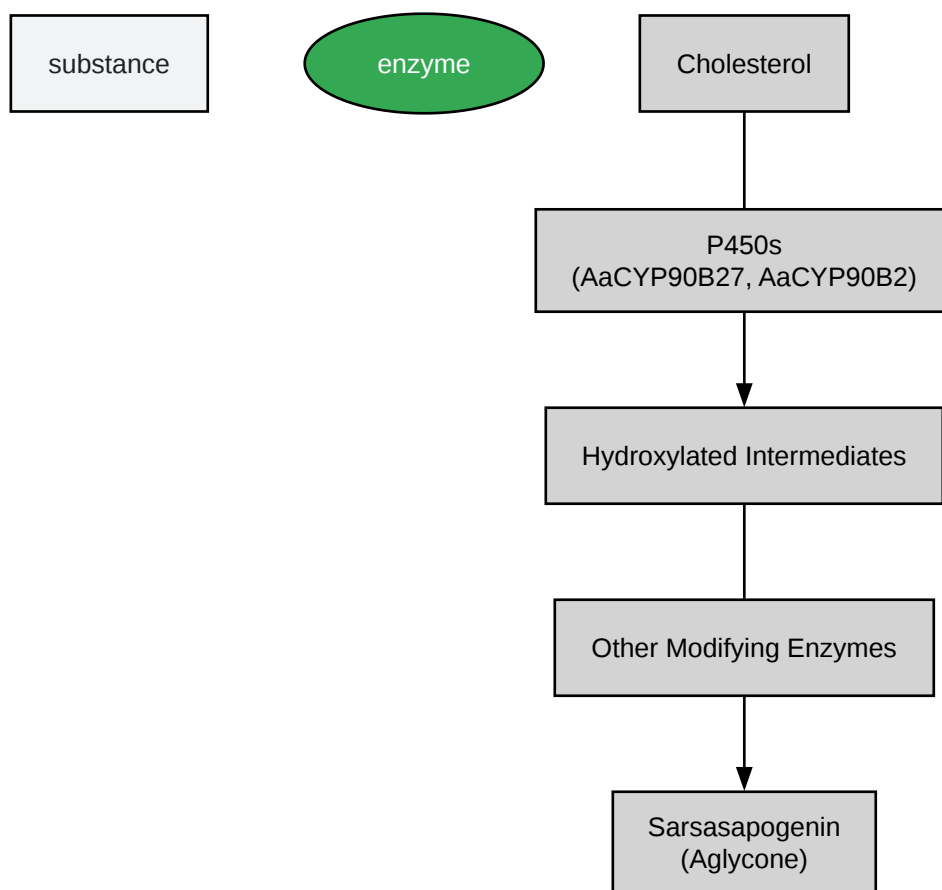 substance
enzyme
Cholesterol
P450s
(AaCYP90B27, AaCYP90B2)
Hydroxylated Intermediates
Other Modifying Enzymes
Sarsasapogenin
(Aglycone)